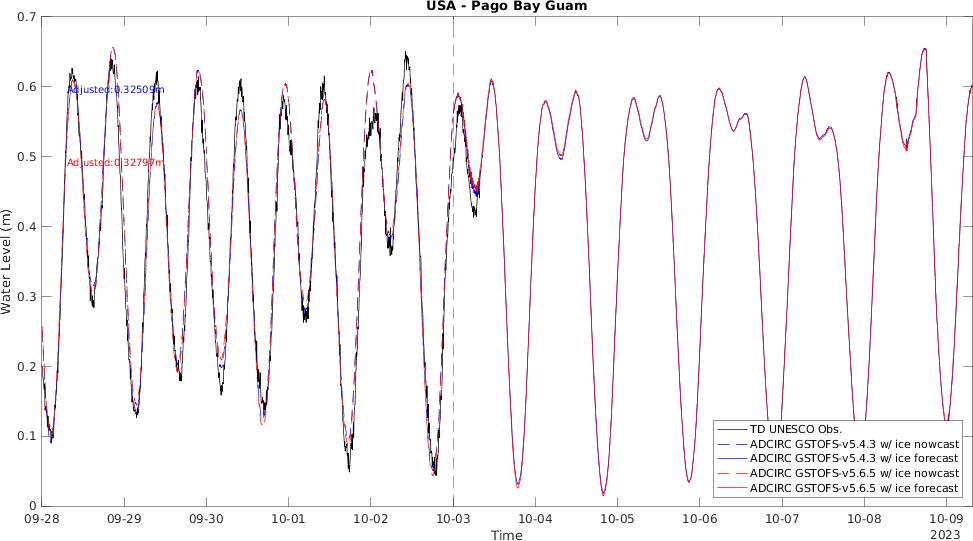 USA - Pago Bay Guam
0.7
0.6
0.5
0.4
0.3
0.2
0.1
0
Water Level (m)
Adjusted:0.32509m
Adjusted:0.32797m
TD UNESCO Obs.
ADCIRC GSTOFS-v5.4.3 w/ ice nowcast
ADCIRC GSTOFS-v5.4.3 w/ ice forecast
ADCIRC GSTOFS-v5.6.5 w/ ice nowcast
ADCIRC GSTOFS-v5.6.5 w/ ice forecast
09-28 09-29 09-30 10-01 10-02 10-03 10-04 10-05 10-06 10-07 10-08 10-09
2023
Time